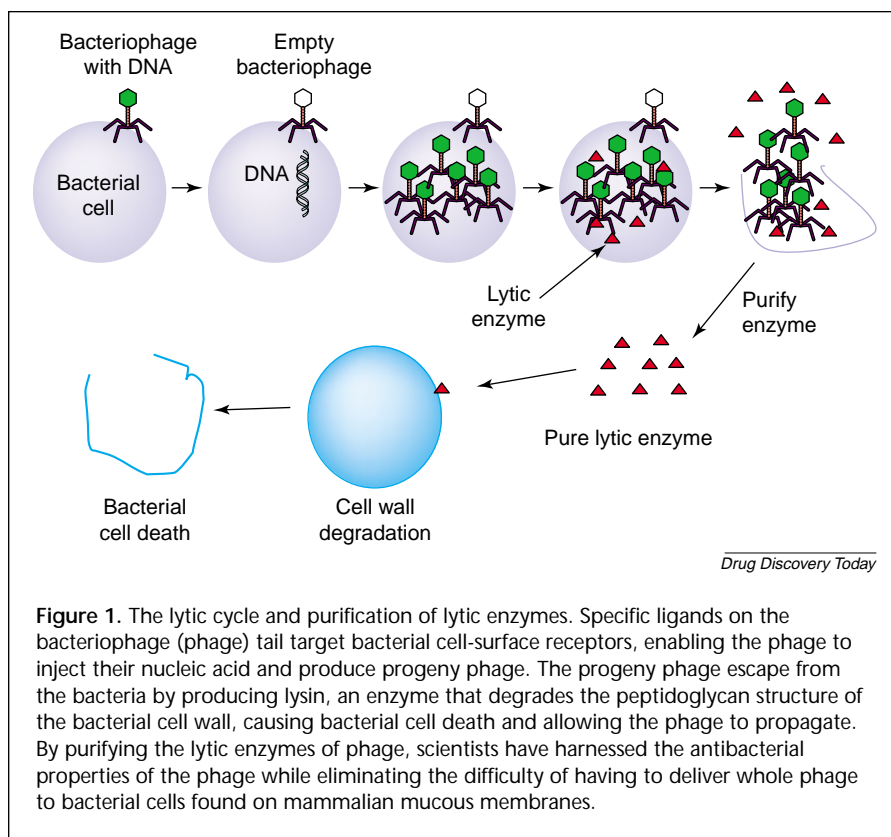 Bacteriophage
with DNA
Empty
bacteriophage
Bacterial
cell
DNA
Lytic
enzyme
Purify
enzyme
Pure lytic enzyme
Cell wall
degradation
Bacterial
cell death
Drug Discovery Today
Figure 1. The lytic cycle and purification of lytic enzymes. Specific ligands on the
bacteriophage (phage) tail target bacterial cell-surface receptors, enabling the phage to
inject their nucleic acid and produce progeny phage. The progeny phage escape from
the bacteria by producing lysin, an enzyme that degrades the peptidoglycan structure of
the bacterial cell wall, causing bacterial cell death and allowing the phage to propagate.
By purifying the lytic enzymes of phage, scientists have harnessed the antibacterial
properties of the phage while eliminating the difficulty of having to deliver whole phage
to bacterial cells found on mammalian mucous membranes.